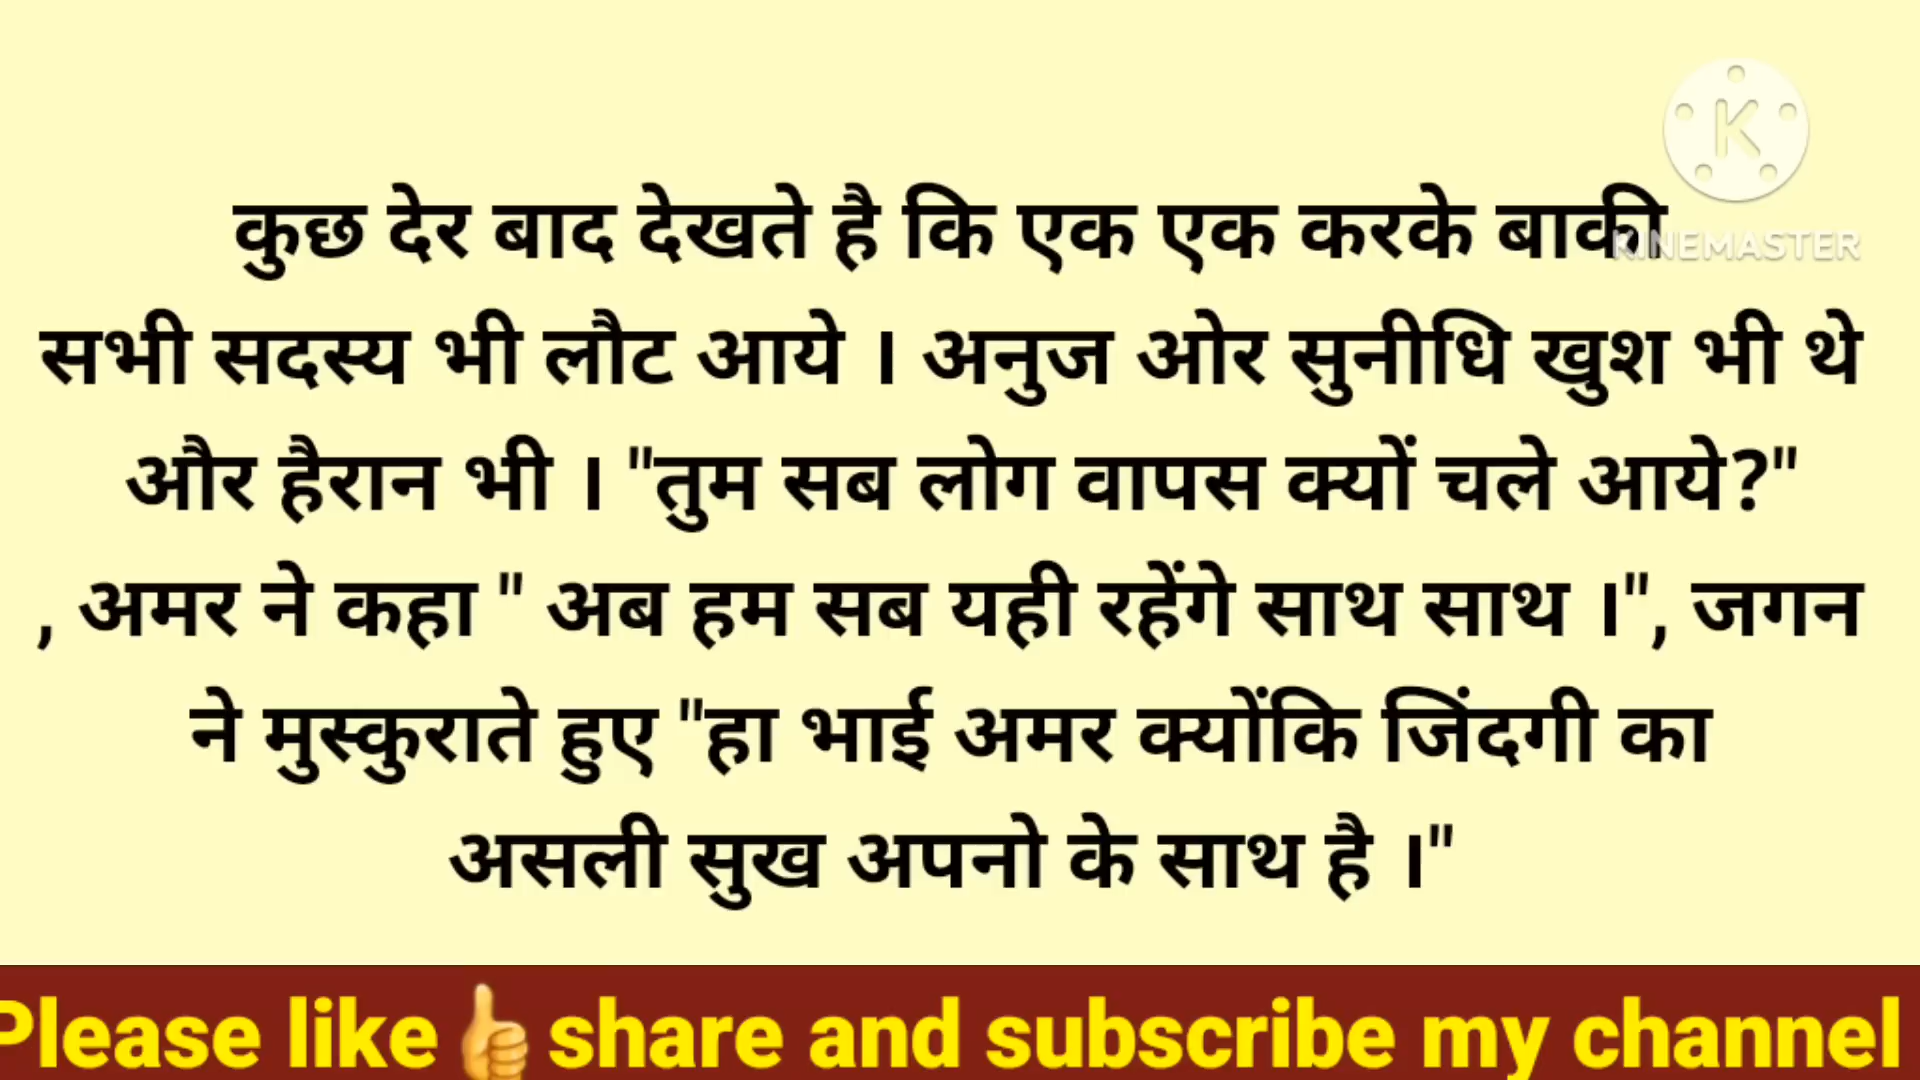 K
KINEMASTER
कुछ देर बाद देखते है कि एक एक करके बाकी
सभी सदस्य भी लौट आये । अनुज ओर सुनीधि खुश भी थे
और हैरान भी । "तुम सब लोग वापस क्यों चले आये?"
, अमर ने कहा " अब हम सब यही रहेंगे साथ साथ ।", जगन
ने मुस्कुराते हुए "हा भाई अमर क्योंकि जिंदगी का
असली सुख अपनो के साथ है ।"
Please like 👍 share and subscribe my channel